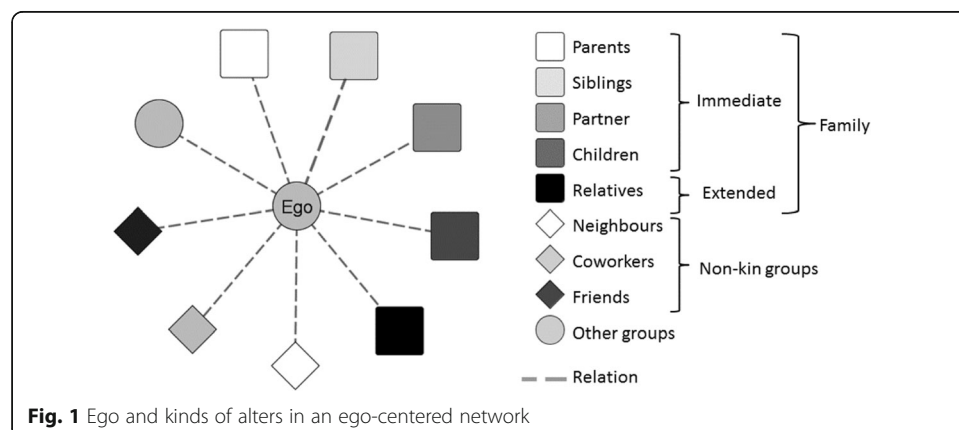 Ego
Parents
Siblings
Partner
Children
Relatives
Neighbours
Coworkers
Friends
Other groups
Relation
Immediate
Extended
Non-kin groups
Family
Fig. 1 Ego and kinds of alters in an ego-centered network